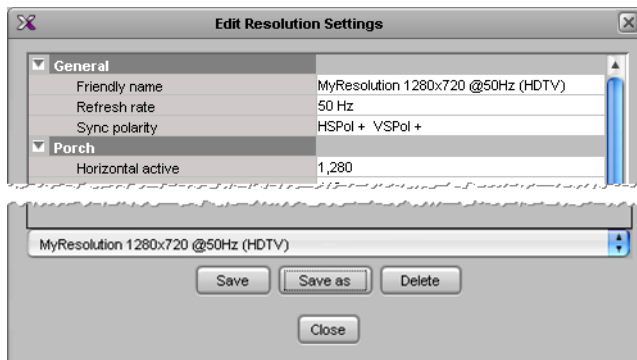 Edit Resolution Settings
General
Friendly name MyResolution 1280x720 @50Hz (HDTV)
Refresh rate 50 Hz
Sync polarity HSPol + VSPol +
Porch
Horizontal active 1,280
MyResolution 1280x720 @50Hz (HDTV)
Save Save as Delete
Close